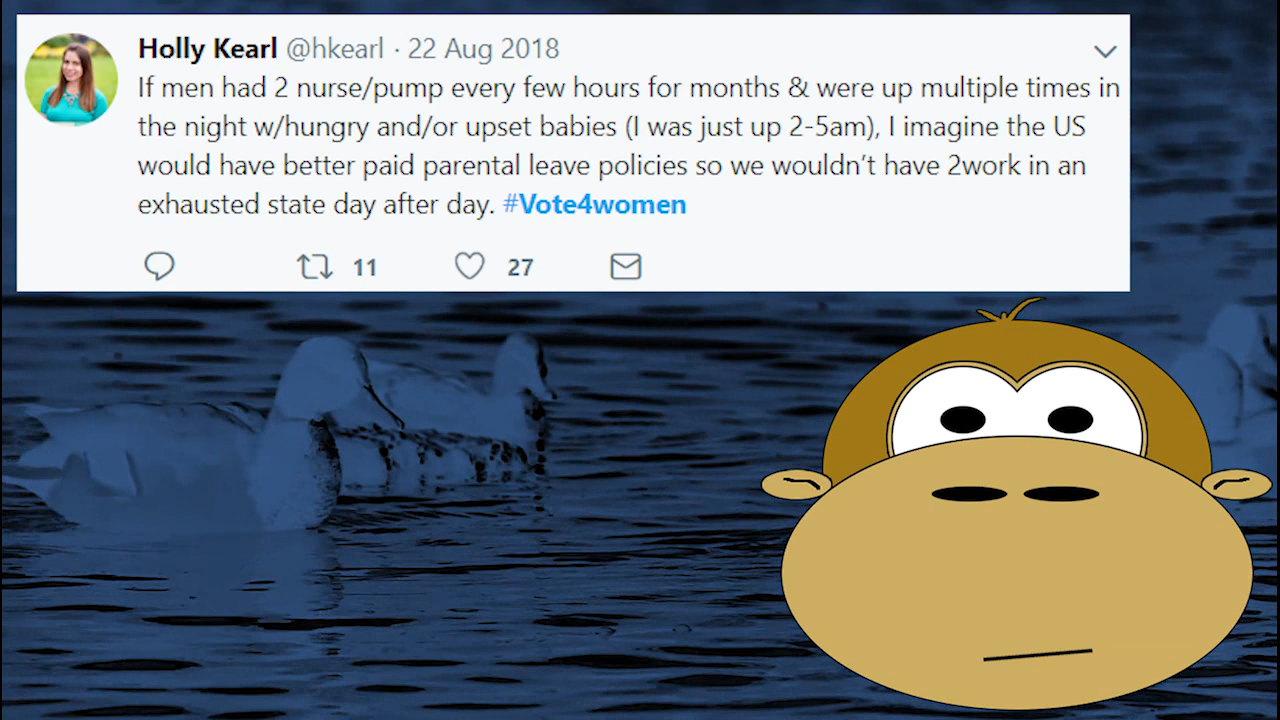 Holly Kearl @hkearl · 22 Aug 2018
If men had 2 nurse/pump every few hours for months & were up multiple times in
the night w/hungry and/or upset babies (I was just up 2-5am), I imagine the US
would have better paid parental leave policies so we wouldn’t have 2work in an
exhausted state day after day. #Vote4women
11 27